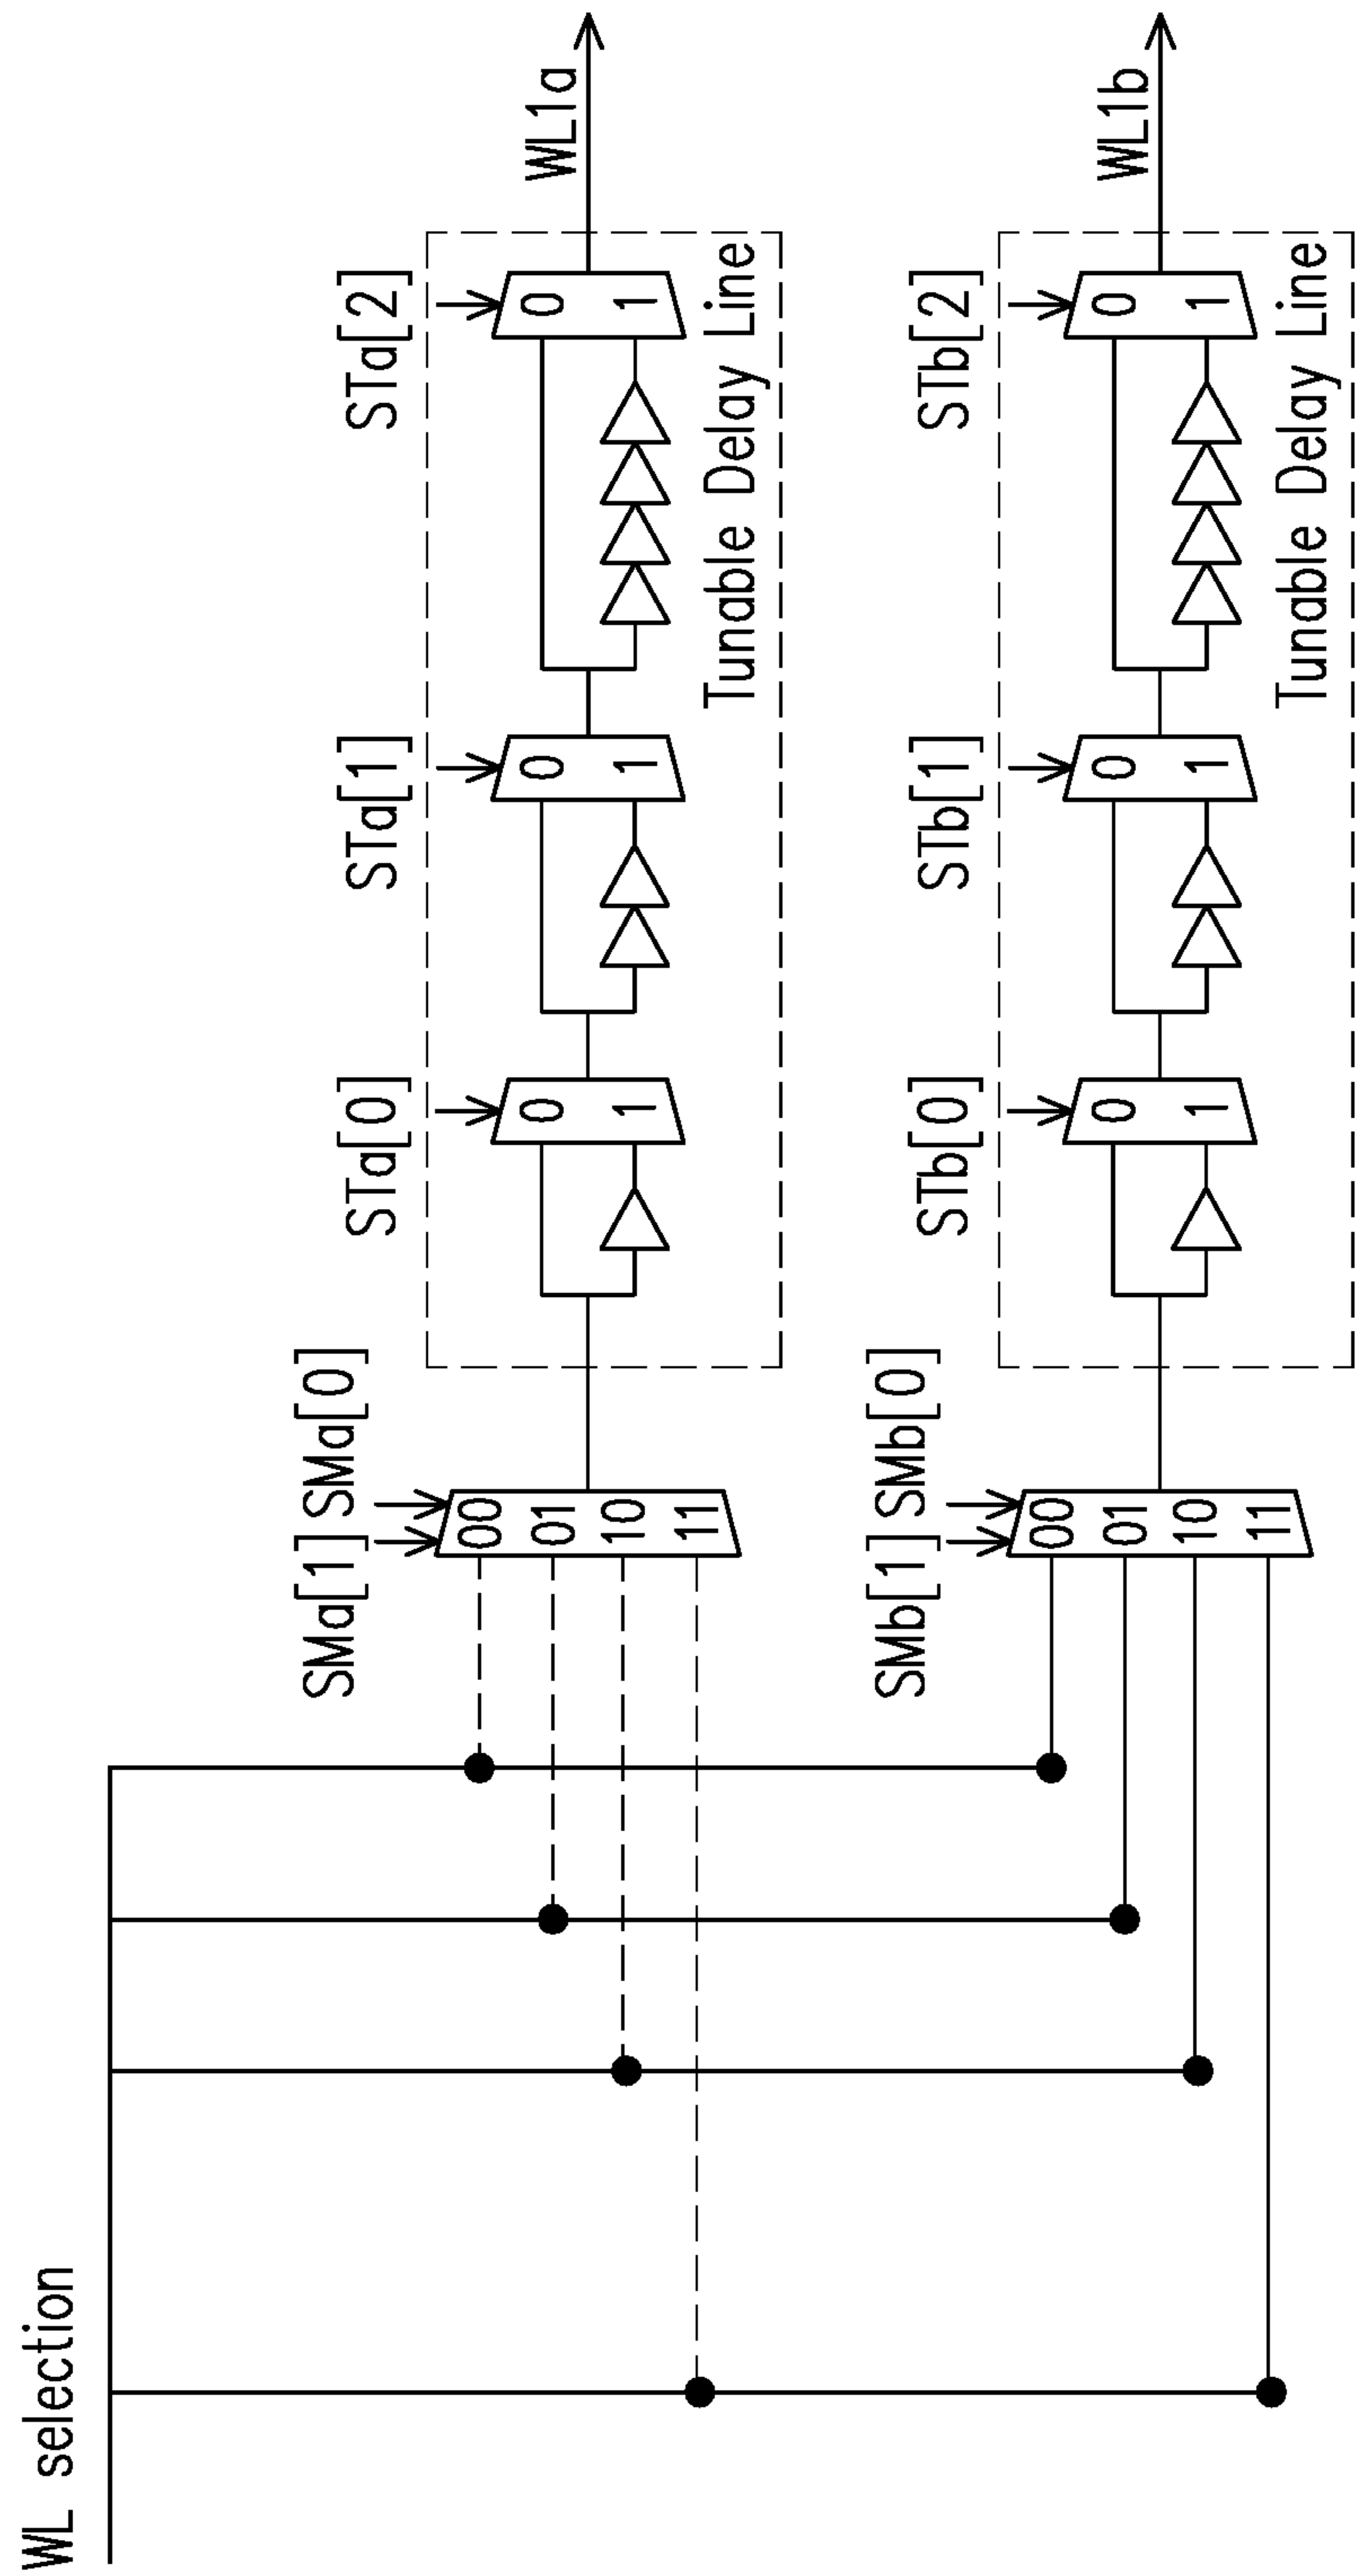 WL selection
SMa[1] SMa[0]
00
01
10
11
STa[0]
0
1
STa[1]
0
1
STa[2]
0
1
Tunable Delay Line
WL1a
SMb[1] SMb[0]
00
01
10
11
STb[0]
0
1
STb[1]
0
1
STb[2]
0
1
Tunable Delay Line
WL1b